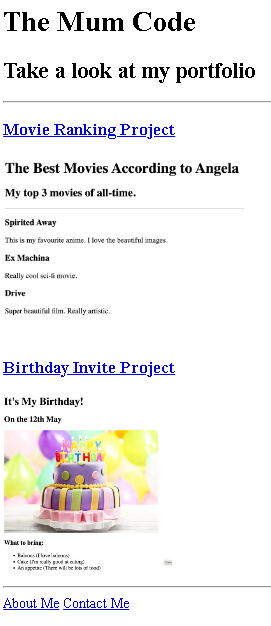 The Mum Code
Take a look at my portfolio
Movie Ranking Project
The Best Movies According to Angela
My top 3 movies of all-time.
Spirited Away
This is my favourite anime. I love the beautiful images.
Ex Machina
Really cool sci-fi movie.
Drive
Super beautiful film. Really artistic.
Birthday Invite Project
It's My Birthday!
On the 12th May
HAPPY
BIRTHDAY
What to bring:
Baloons (I love baloons)
Cake (I'm really good at eating)
An appetite (There will be lots of food)
About Me Contact Me